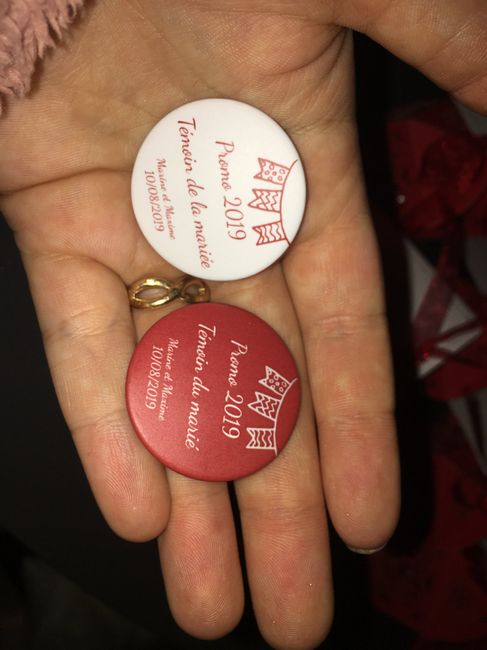 Promo 2019
Témoin de la mariée
Marine et Maxime
10/08/2019
Promo 2019
Témoin du marié
Marine et Maxime
10/08/2019